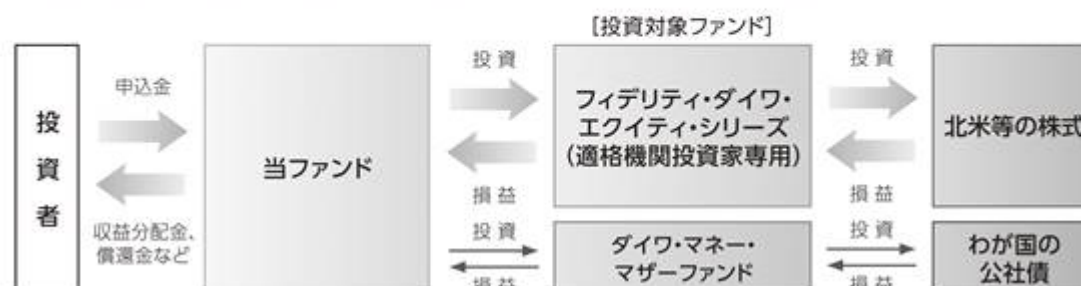 [投資対象ファンド]
投資者
申込金
収益分配金、
償還金など
当ファンド
投資
損益
フィデリティ・ダイワ・
エクイティ・シリーズ
(適格機関投資家専用)
投資
損益
北米等の株式
投資
損益
ダイワ・マネー・
マザーファンド
投資
損益
わが国の
公社債